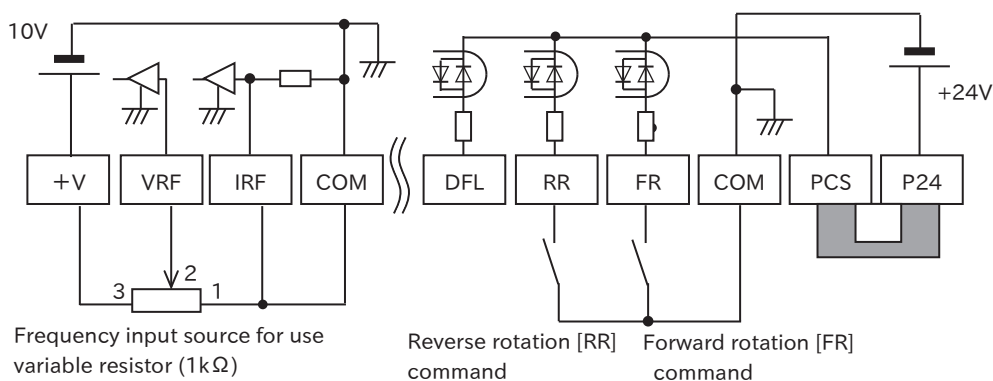 10V
+24V
+V
VRF
IRF
COM
DFL
RR
FR
COM
PCS
P24
3
2
1
Frequency input source for use
variable resistor (1kΩ)
Reverse rotation [RR]
command
Forward rotation [FR]
command